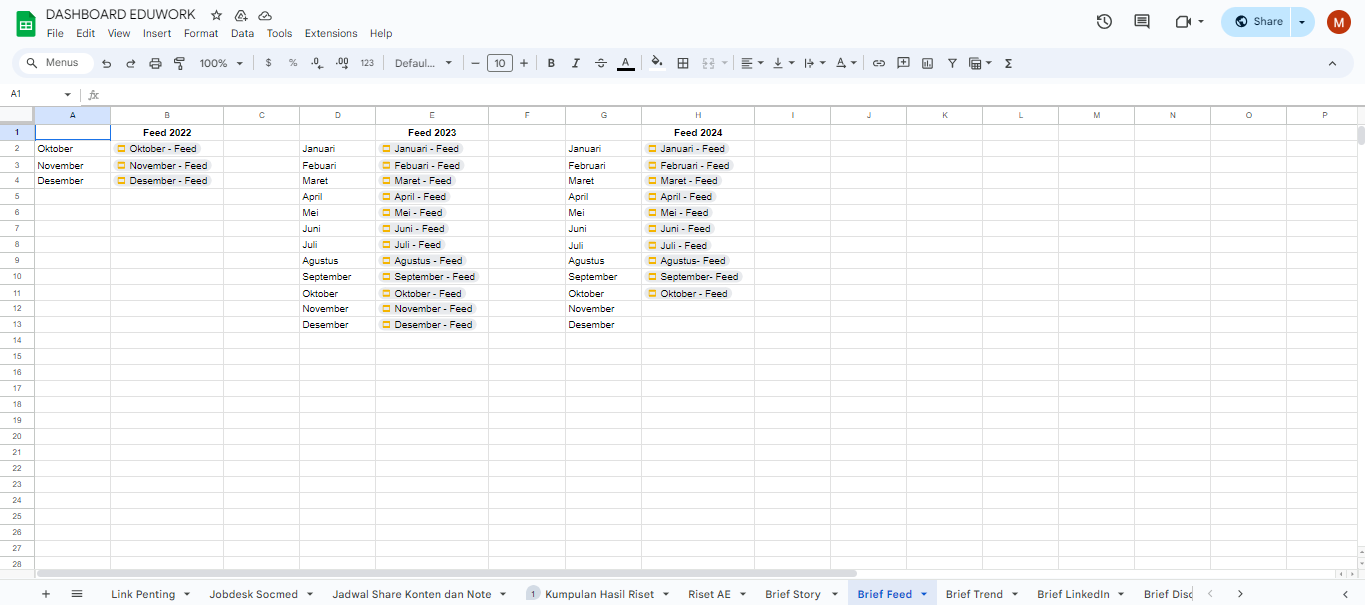 DASHBOARD EDUWORK
File Edit View Insert Format Data Tools Extensions Help
Share
M
Menus 100% $ % .0 .00 123 Defaul... 10 B I S A A Σ
A1 fx
A B C D E F G H I J K L M N O P
1 Feed 2022 Feed 2023 Feed 2024
2 Oktober Oktober - Feed Januari Januari - Feed Januari Januari - Feed
3 November November - Feed Febuari Febuari - Feed Februari Februari - Feed
4 Desember Desember - Feed Maret Maret - Feed Maret Maret - Feed
5 April April - Feed April April - Feed
6 Mei Mei - Feed Mei Mei - Feed
7 Juni Juni - Feed Juni Juni - Feed
8 Juli Juli - Feed Juli Juli - Feed
9 Agustus Agustus - Feed Agustus Agustus- Feed
10 September September - Feed September September- Feed
11 Oktober Oktober - Feed Oktober Oktober - Feed
12 November November - Feed November
13 Desember Desember - Feed Desember
14
15
16
17
18
19
20
21
22
23
24
25
26
27
28
Link Penting Jobdesk Socmed Jadwal Share Konten dan Note 1 Kumpulan Hasil Riset Riset AE Brief Story Brief Feed Brief Trend Brief LinkedIn Brief Disc